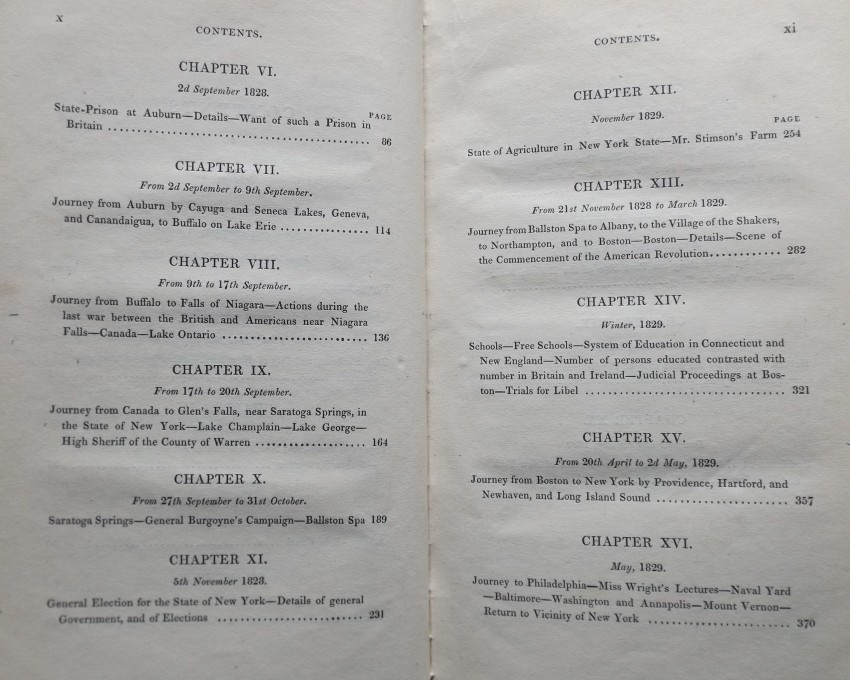 x
CONTENTS.
CHAPTER VI.
2d September 1828.
PAGE
State-Prison at Auburn—Details—Want of such a Prison in
Britain ........................................ 86
CHAPTER VII.
From 2d September to 9th September.
Journey from Auburn by Cayuga and Seneca Lakes, Geneva,
and Canandaigua, to Buffalo on Lake Erie ................ 114
CHAPTER VIII.
From 9th to 17th September.
Journey from Buffalo to Falls of Niagara—Actions during the
last war between the British and Americans near Niagara
Falls—Canada—Lake Ontario .......................... 136
CHAPTER IX.
From 17th to 20th September.
Journey from Canada to Glen's Falls, near Saratoga Springs, in
the State of New York—Lake Champlain—Lake George—
High Sheriff of the County of Warren .................... 164
CHAPTER X.
From 27th September to 31st October.
Saratoga Springs—General Burgoyne's Campaign—Ballston Spa 189
CHAPTER XI.
5th November 1828.
General Election for the State of New York—Details of general
Government, and of Elections .......................... 231
xi
CONTENTS.
CHAPTER XII.
November 1829.
PAGE
State of Agriculture in New York State—Mr. Stimson's Farm 254
CHAPTER XIII.
From 21st November 1828 to March 1829.
Journey from Ballston Spa to Albany, to the Village of the Shakers,
to Northampton, and to Boston—Boston—Details—Scene of
the Commencement of the American Revolution............ 282
CHAPTER XIV.
Winter, 1829.
Schools—Free Schools—System of Education in Connecticut and
New England—Number of persons educated contrasted with
number in Britain and Ireland—Judicial Proceedings at Bos-
ton—Trials for Libel ................................. 321
CHAPTER XV.
From 20th April to 2d May, 1829.
Journey from Boston to New York by Providence, Hartford, and
Newhaven, and Long Island Sound ...................... 357
CHAPTER XVI.
May, 1829.
Journey to Philadelphia—Miss Wright's Lectures—Naval Yard
—Baltimore—Washington and Annapolis—Mount Vernon—
Return to Vicinity of New York ....................... 370